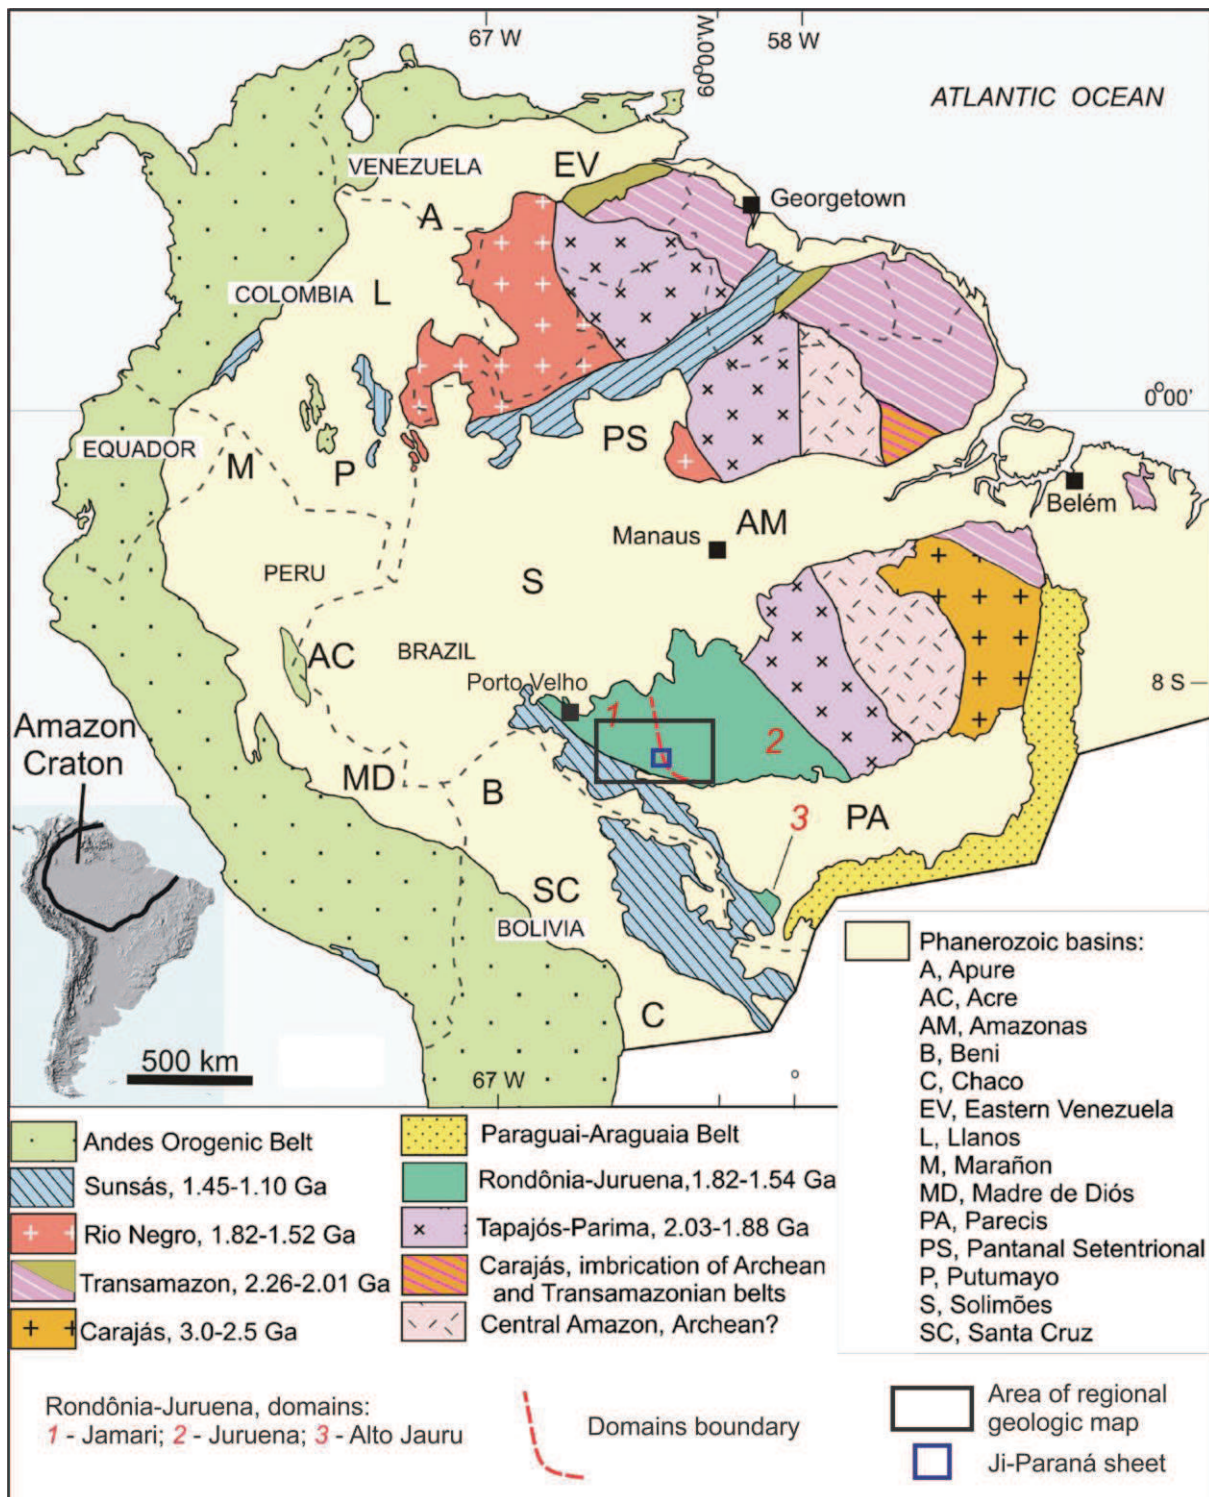 67 W
60°00'W
58 W
ATLANTIC OCEAN
VENEZUELA
EV
Georgetown
A
COLOMBIA
L
0°00'
EQUADOR
M
P
PS
Belém
Manaus
AM
PERU
S
AC
BRAZIL
Porto Velho
8 S
1
2
Amazon
Craton
MD
B
3
PA
SC
BOLIVIA
C
500 km
67 W
Phanerozoic basins:
A, Apure
AC, Acre
AM, Amazonas
B, Beni
C, Chaco
EV, Eastern Venezuela
L, Llanos
M, Marañon
MD, Madre de Diós
PA, Parecis
PS, Pantanal Setentrional
P, Putumayo
S, Solimões
SC, Santa Cruz
Andes Orogenic Belt
Sunsás, 1.45-1.10 Ga
Rio Negro, 1.82-1.52 Ga
Transamazon, 2.26-2.01 Ga
Carajás, 3.0-2.5 Ga
Paraguai-Araguaia Belt
Rondônia-Juruena,1.82-1.54 Ga
Tapajós-Parima, 2.03-1.88 Ga
Carajás, imbrication of Archean
and Transamazonian belts
Central Amazon, Archean?
Rondônia-Juruena, domains:
1 - Jamari; 2 - Juruena; 3 - Alto Jauru
Domains boundary
Area of regional
geologic map
Ji-Paraná sheet